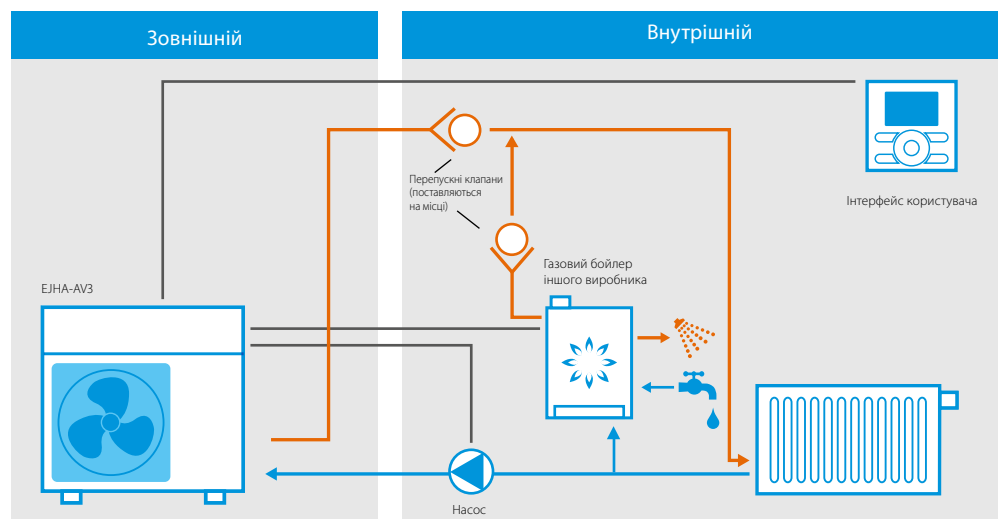 Зовнішній
Внутрішній
Перепускні клапани
(поставляються
на місці)
Інтерфейс користувача
Газовий бойлер
іншого виробника
EJHA-AV3
Насос